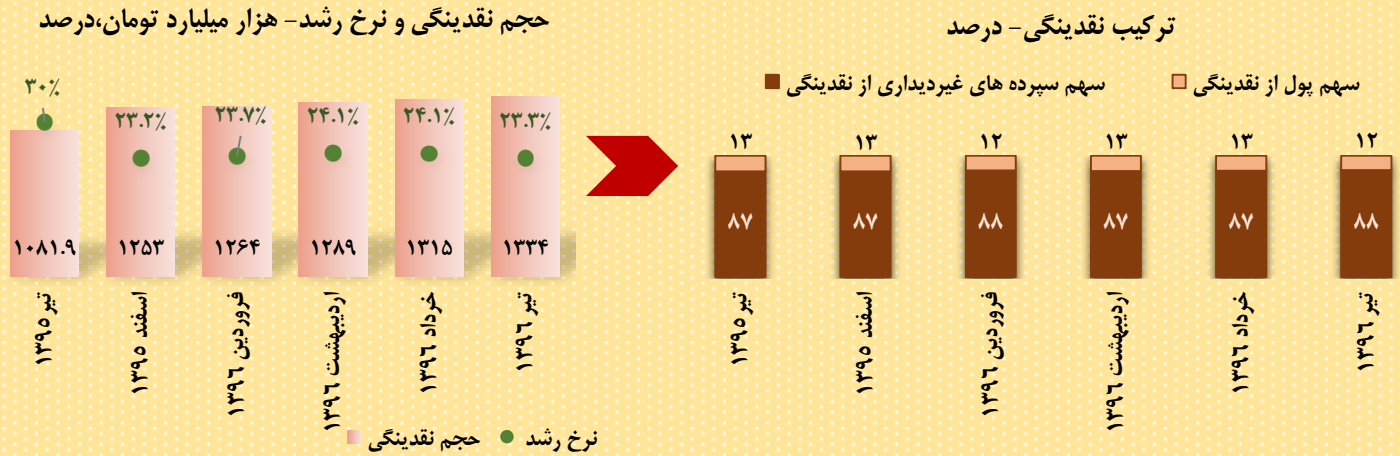 حجم نقدینگی و نرخ رشد- هزار میلیارد تومان،درصد
۳۰٪
۲۳.۲٪
۲۳.۷٪
۲۴.۱٪
۲۴.۱٪
۲۳.۳٪
۱۰۸۱.۹
۱۲۵۳
۱۲۶۴
۱۲۸۹
۱۳۱۵
۱۳۳۴
تیر ۱۳۹۵
اسفند ۱۳۹۵
فروردین ۱۳۹۶
اردیبهشت ۱۳۹۶
خرداد ۱۳۹۶
تیر ۱۳۹۶
حجم نقدینگی
نرخ رشد
ترکیب نقدینگی- درصد
سهم پول از نقدینگی
سهم سپرده های غیردیداری از نقدینگی
۱۳
۱۳
۱۲
۱۳
۱۳
۱۲
۸۷
۸۷
۸۸
۸۷
۸۷
۸۸
تیر ۱۳۹۵
اسفند ۱۳۹۵
فروردین ۱۳۹۶
اردیبهشت ۱۳۹۶
خرداد ۱۳۹۶
تیر ۱۳۹۶